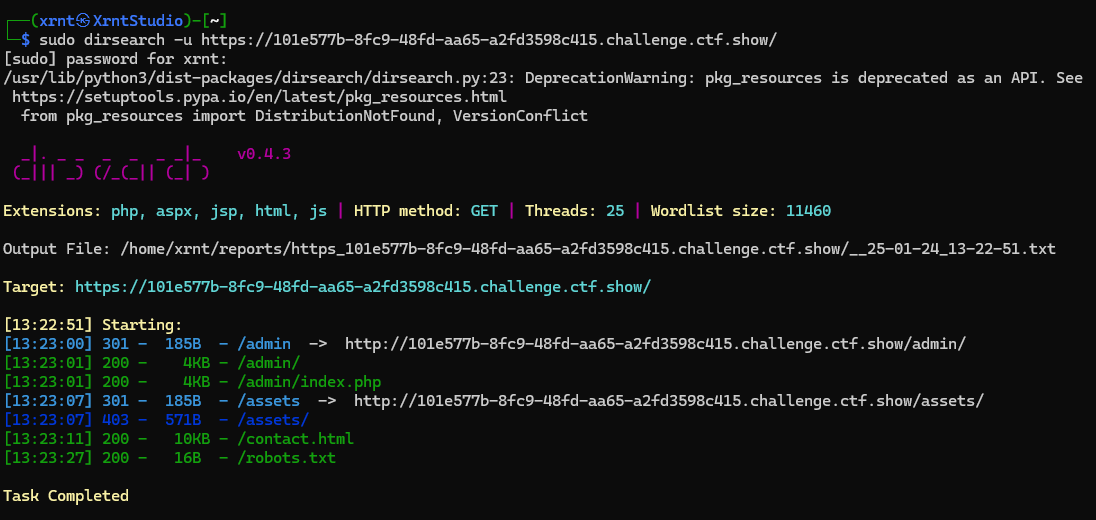 ┌──(xrnt㉿XrntStudio)-[~]
└─$ sudo dirsearch -u https://101e577b-8fc9-48fd-aa65-a2fd3598c415.challenge.ctf.show/
[sudo] password for xrnt:
/usr/lib/python3/dist-packages/dirsearch/dirsearch.py:23: DeprecationWarning: pkg_resources is deprecated as an API. See
 https://setuptools.pypa.io/en/latest/pkg_resources.html
  from pkg_resources import DistributionNotFound, VersionConflict

  _|. _ _  _  _  _ _|_    v0.4.3
 (_||| _) (/_(_|| (_| )

Extensions: php, aspx, jsp, html, js | HTTP method: GET | Threads: 25 | Wordlist size: 11460

Output File: /home/xrnt/reports/https_101e577b-8fc9-48fd-aa65-a2fd3598c415.challenge.ctf.show/__25-01-24_13-22-51.txt

Target: https://101e577b-8fc9-48fd-aa65-a2fd3598c415.challenge.ctf.show/

[13:22:51] Starting:
[13:23:00] 301 -  185B  - /admin  ->  http://101e577b-8fc9-48fd-aa65-a2fd3598c415.challenge.ctf.show/admin/
[13:23:01] 200 -    4KB - /admin/
[13:23:01] 200 -    4KB - /admin/index.php
[13:23:07] 301 -  185B  - /assets  ->  http://101e577b-8fc9-48fd-aa65-a2fd3598c415.challenge.ctf.show/assets/
[13:23:07] 403 -  571B  - /assets/
[13:23:11] 200 -   10KB - /contact.html
[13:23:27] 200 -   16B  - /robots.txt

Task Completed